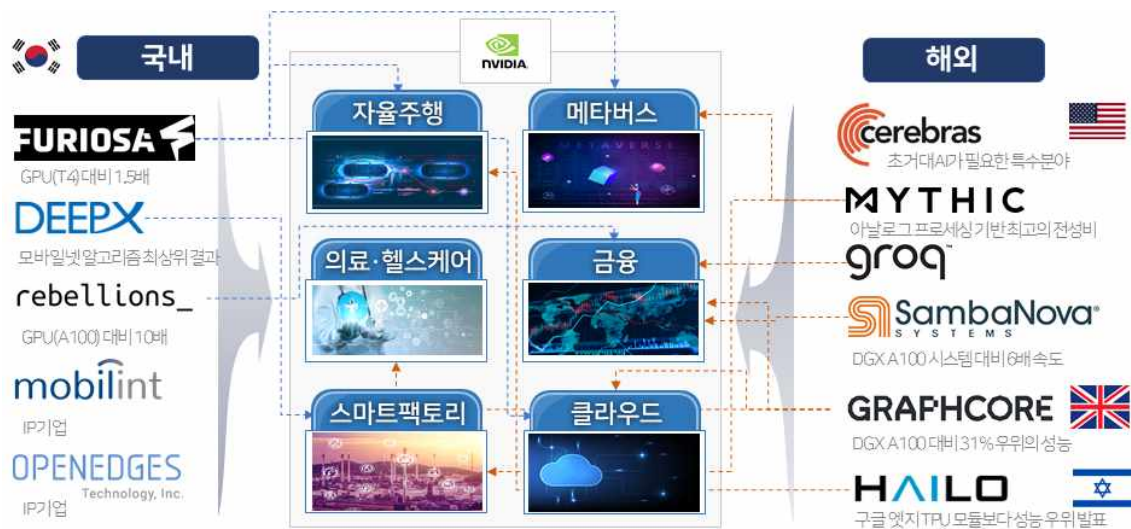 국내
FURIOSA
GPU(T4)대비 1.5배
DEEPX
모바일넷 알고리즘 최상위 결과
rebellions_
GPU(A100) 대비 10배
mobilint
IP기업
OPENEDGES
Technology, Inc.
IP기업
NVIDIA
자율주행
메타버스
METAVERSE
의료·헬스케어
금융
스마트팩토리
클라우드
해외
cerebras
초거대AI가 필요한 특수분야
MYTHIC
아날로그 프로세싱 기반 최고의 전성비
groq™
SambaNova®
SYSTEMS
DGX A100 시스템 대비 6배 속도
GRAPHCORE
DGX A100 대비 31% 우위의 성능
HAILO
구글 엣지 TPU 모듈보다 성능 우위 발표